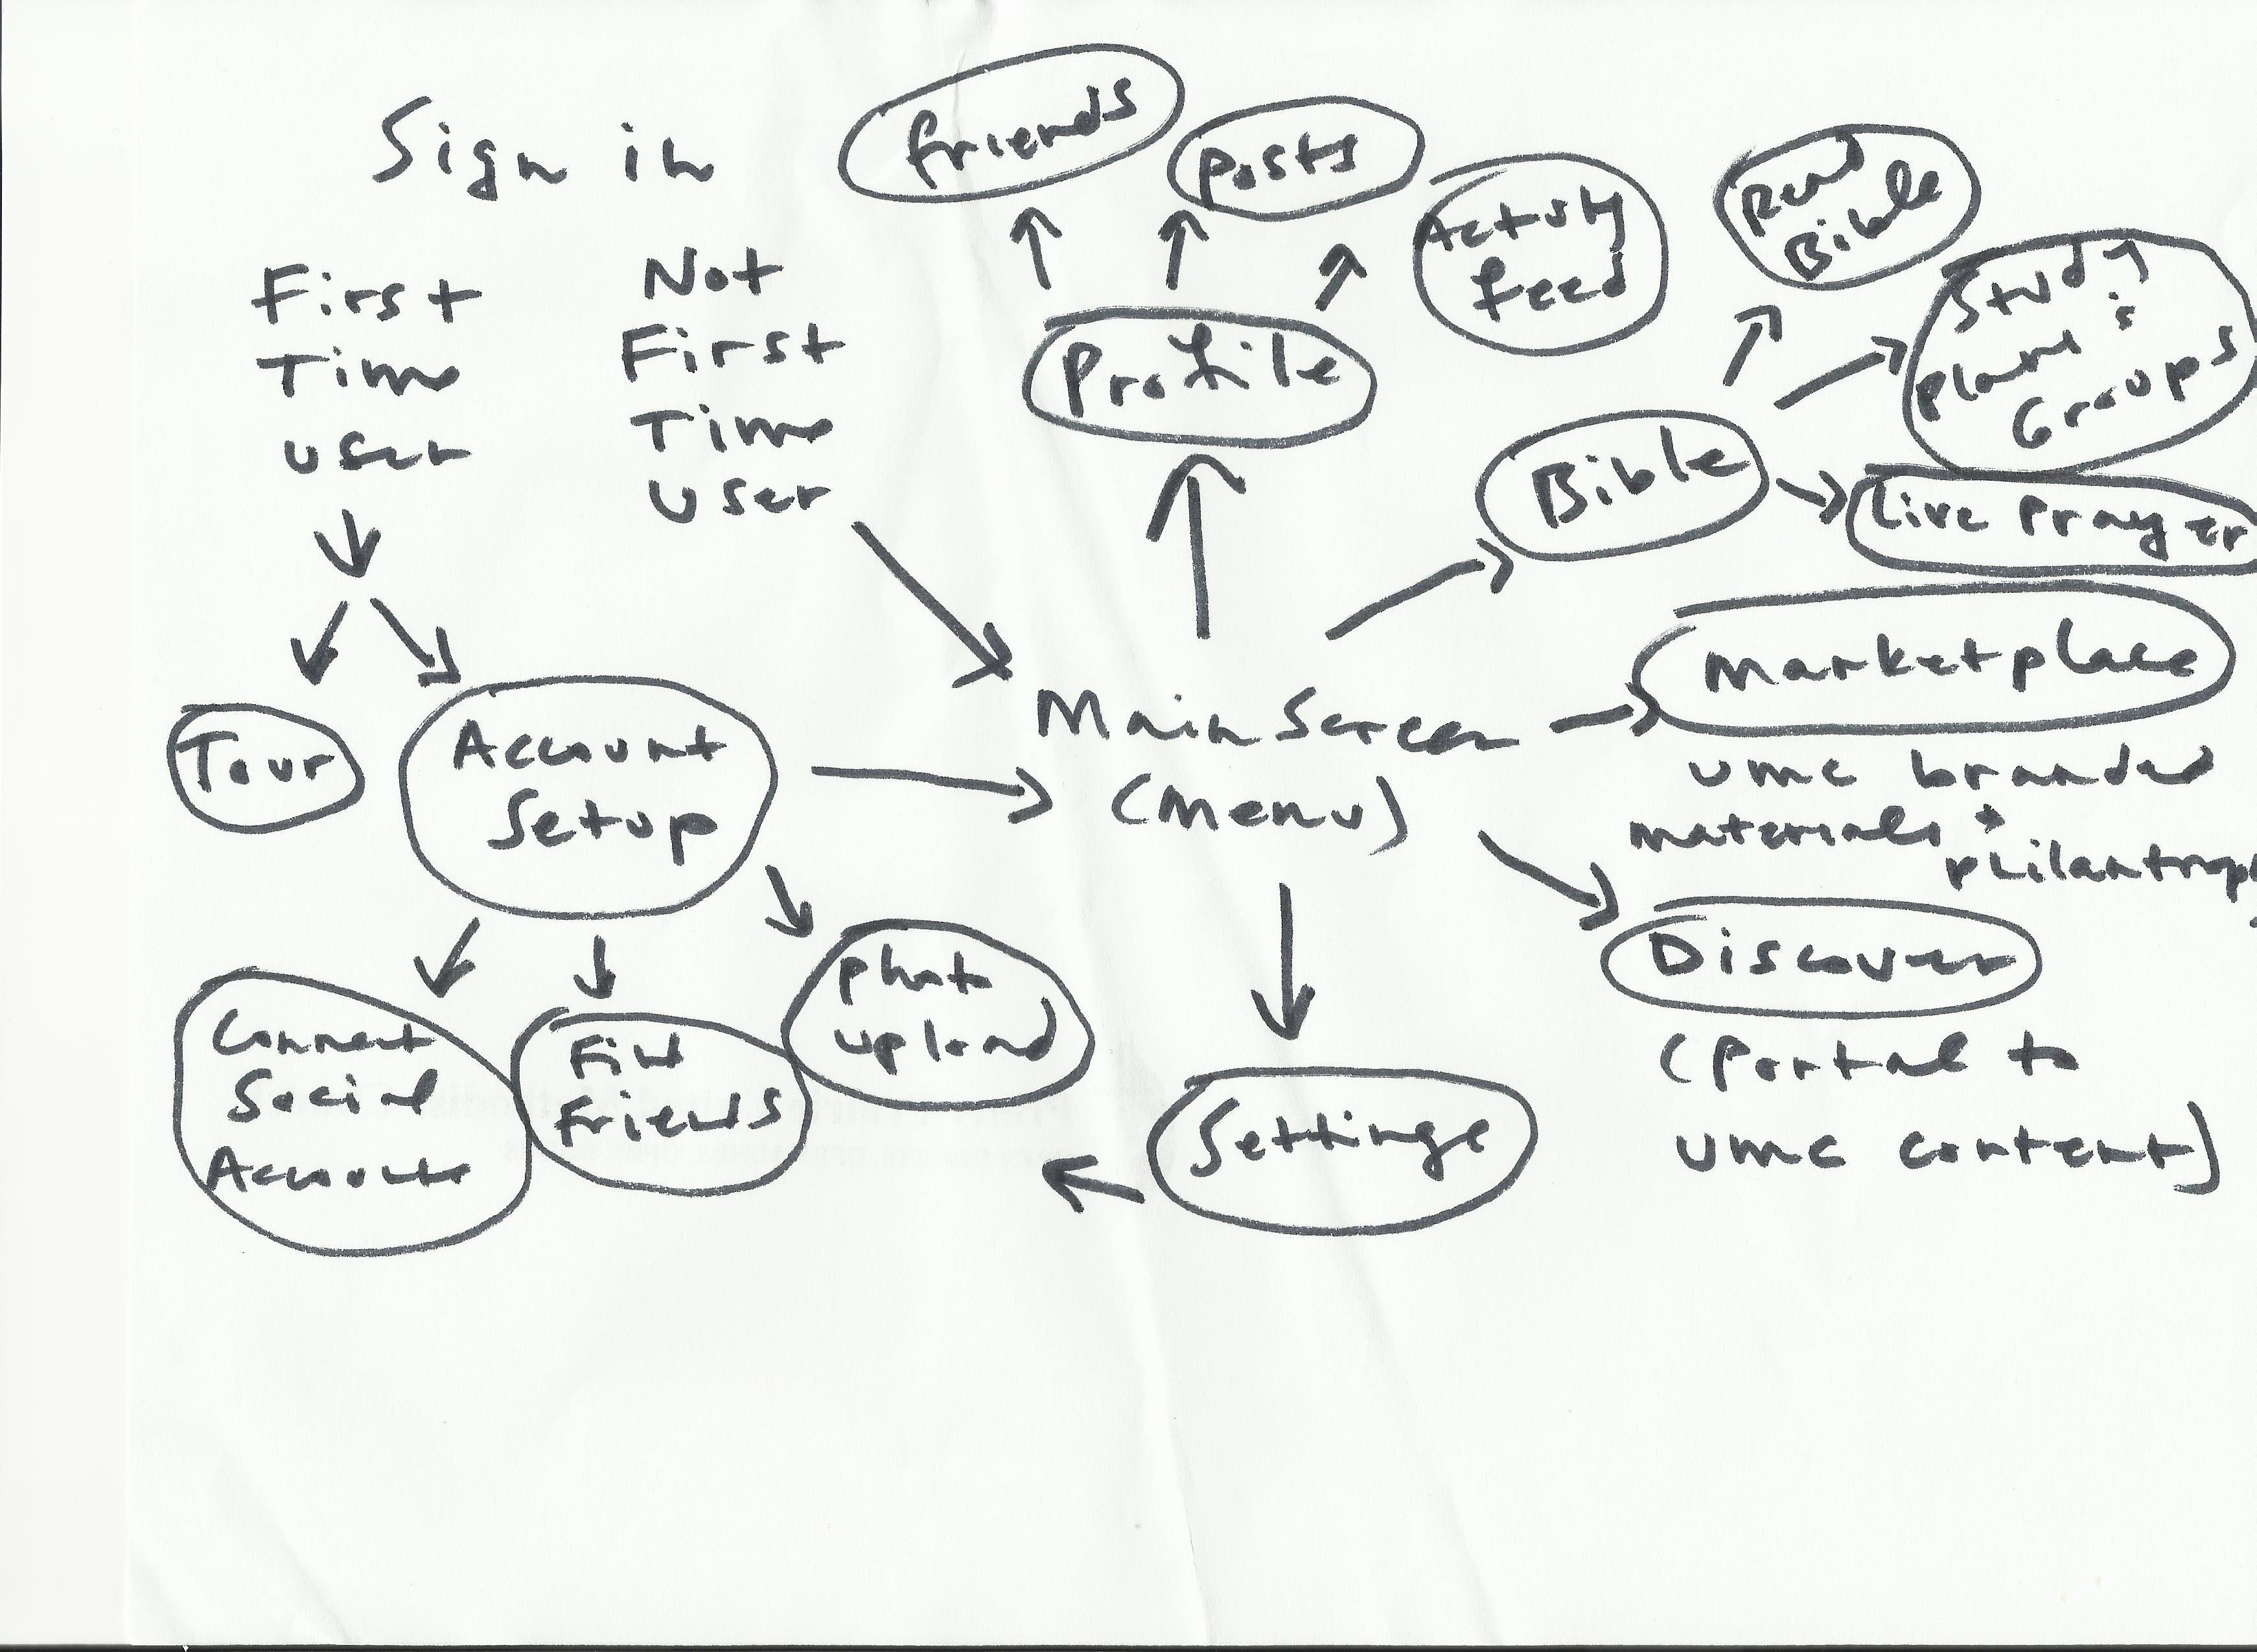 Sign in
First
Time
user
Not
First
Time
user
Tour
Account
Setup
Connect
Social
Accounts
Find
Friends
Photo
upload
Main Screen
(Menu)
Profile
friends
Posts
Activity
feed
Bible
Read
Bible
Study
plans &
Groups
Live Prayer
Marketplace
UMC branded
materials +
philantropy
Discover
(Portal to
UMC content)
Settings